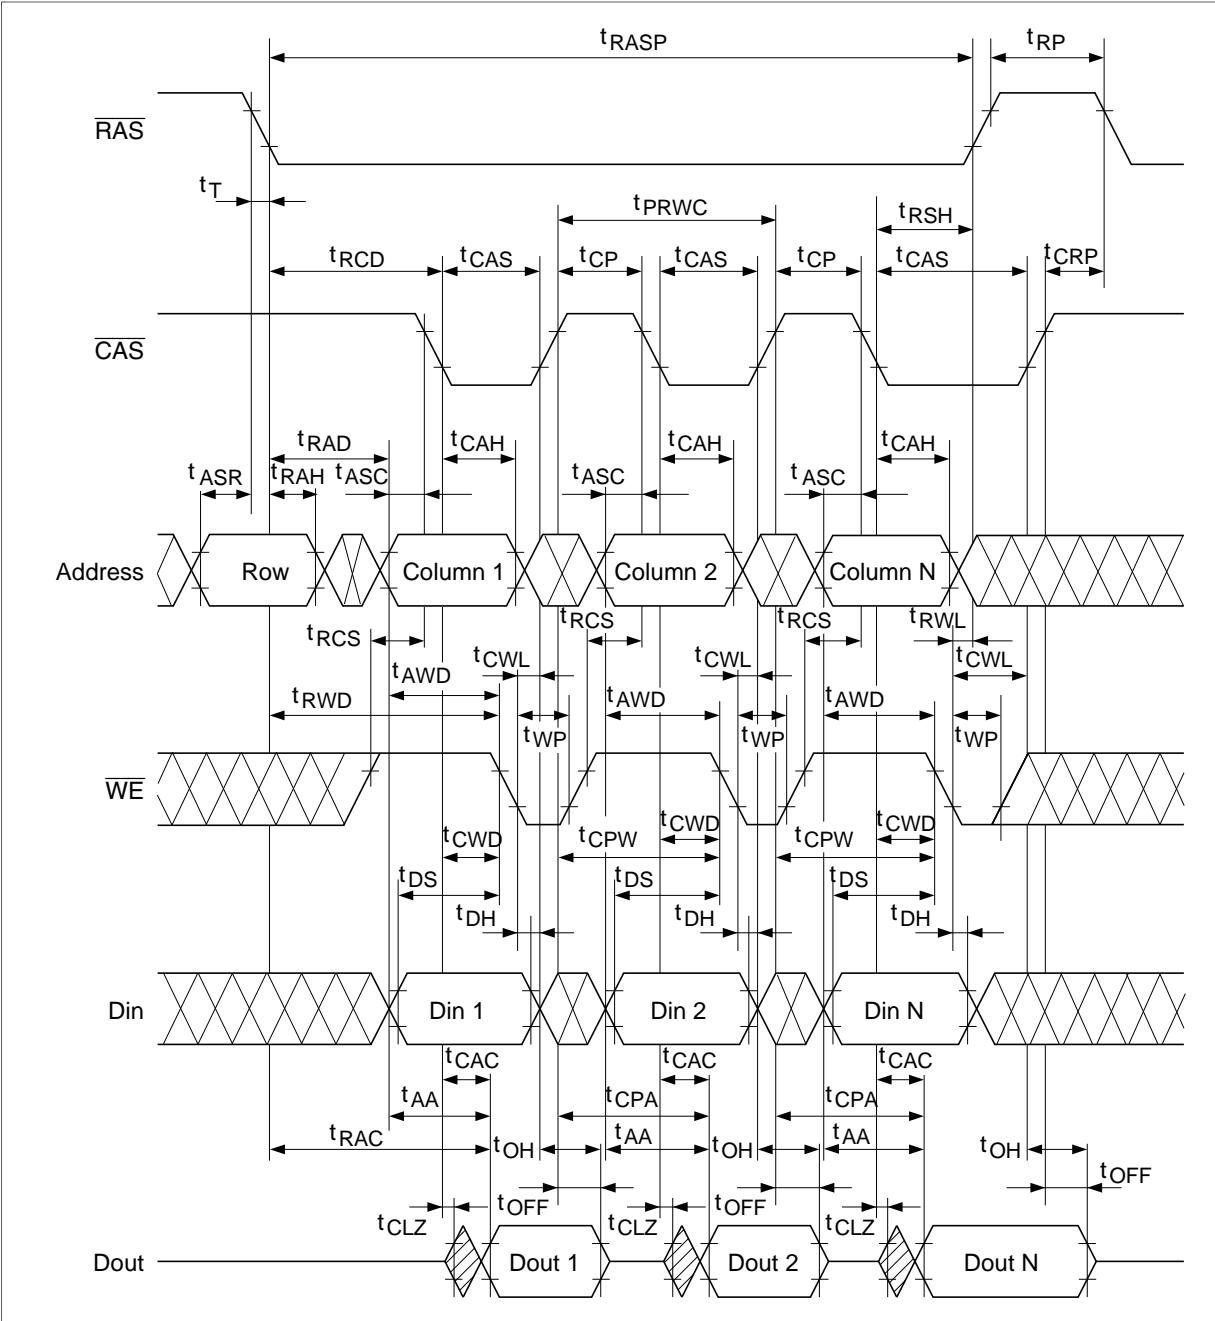 tRASP tRP
RAS
tT
tPRWC tRSH
tRCD tCAS tCP tCAS tCP tCAS tCRP
CAS
tRAD tCAH tCAH tCAH
tASR tRAH tASC tASC tASC
Address Row Column 1 Column 2 Column N
tRCS tRCS tRCS tRWL
tCWL tCWL tCWL
tAWD tAWD tAWD
tRWD tWP tWP tWP
WE
tCWD tCPW tCWD tCPW tCWD
tDS tDS tDS
tDH tDH tDH
Din Din 1 Din 2 Din N
tCAC tCAC tCAC
tAA tCPA tCPA
tRAC tOH tAA tOH tAA tOH
tOFF tOFF tOFF
tCLZ tCLZ tCLZ
Dout Dout 1 Dout 2 Dout N